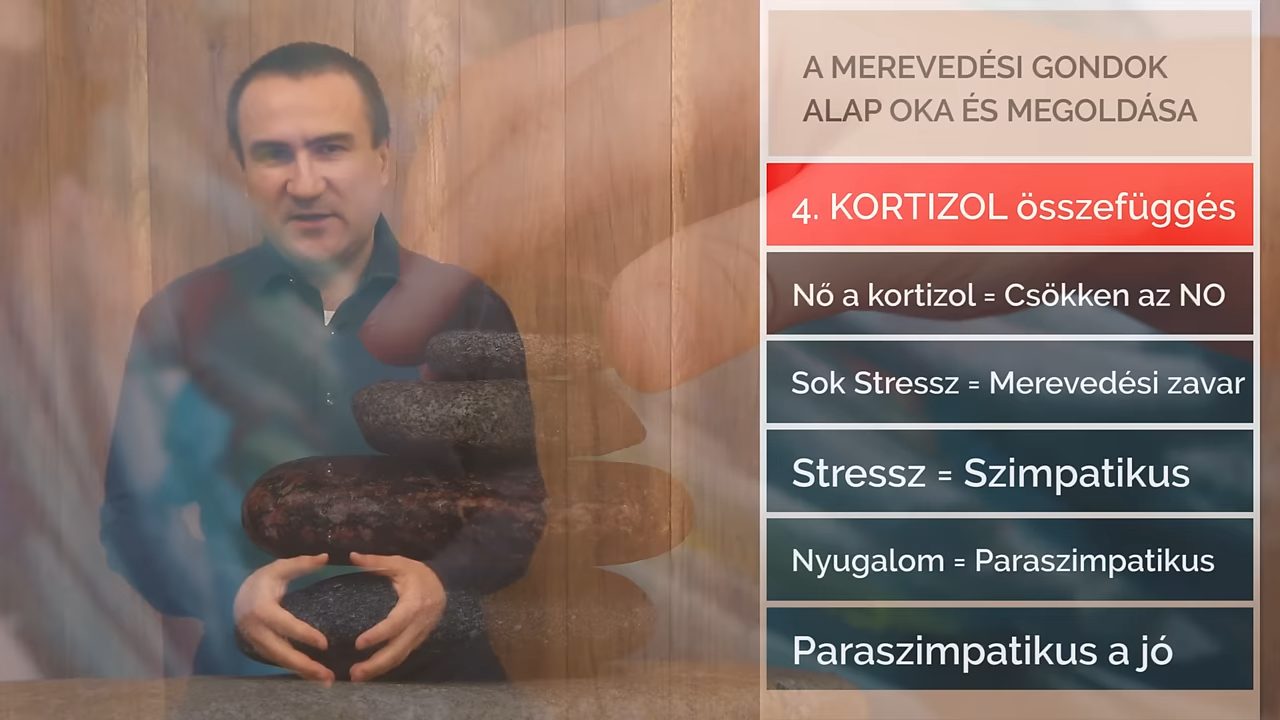 A MEREVEDÉSI GONDOK
ALAP OKA ÉS MEGOLDÁSA
4. KORTIZOL összefüggés
Nő a kortizol = Csökken az NO
Sok Stressz = Merevedési zavar
Stressz = Szimpatikus
Nyugalom = Paraszimpatikus
Paraszimpatikus a jó